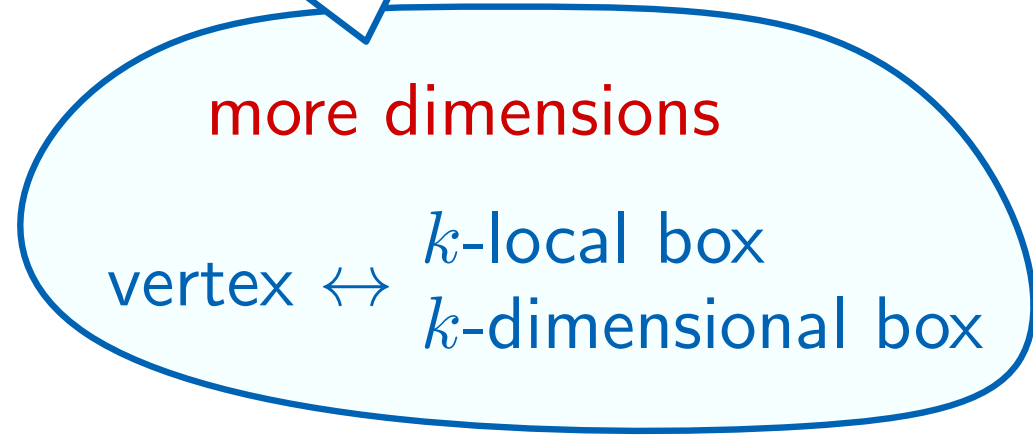 more dimensions
k-local box
vertex ↔
k-dimensional box